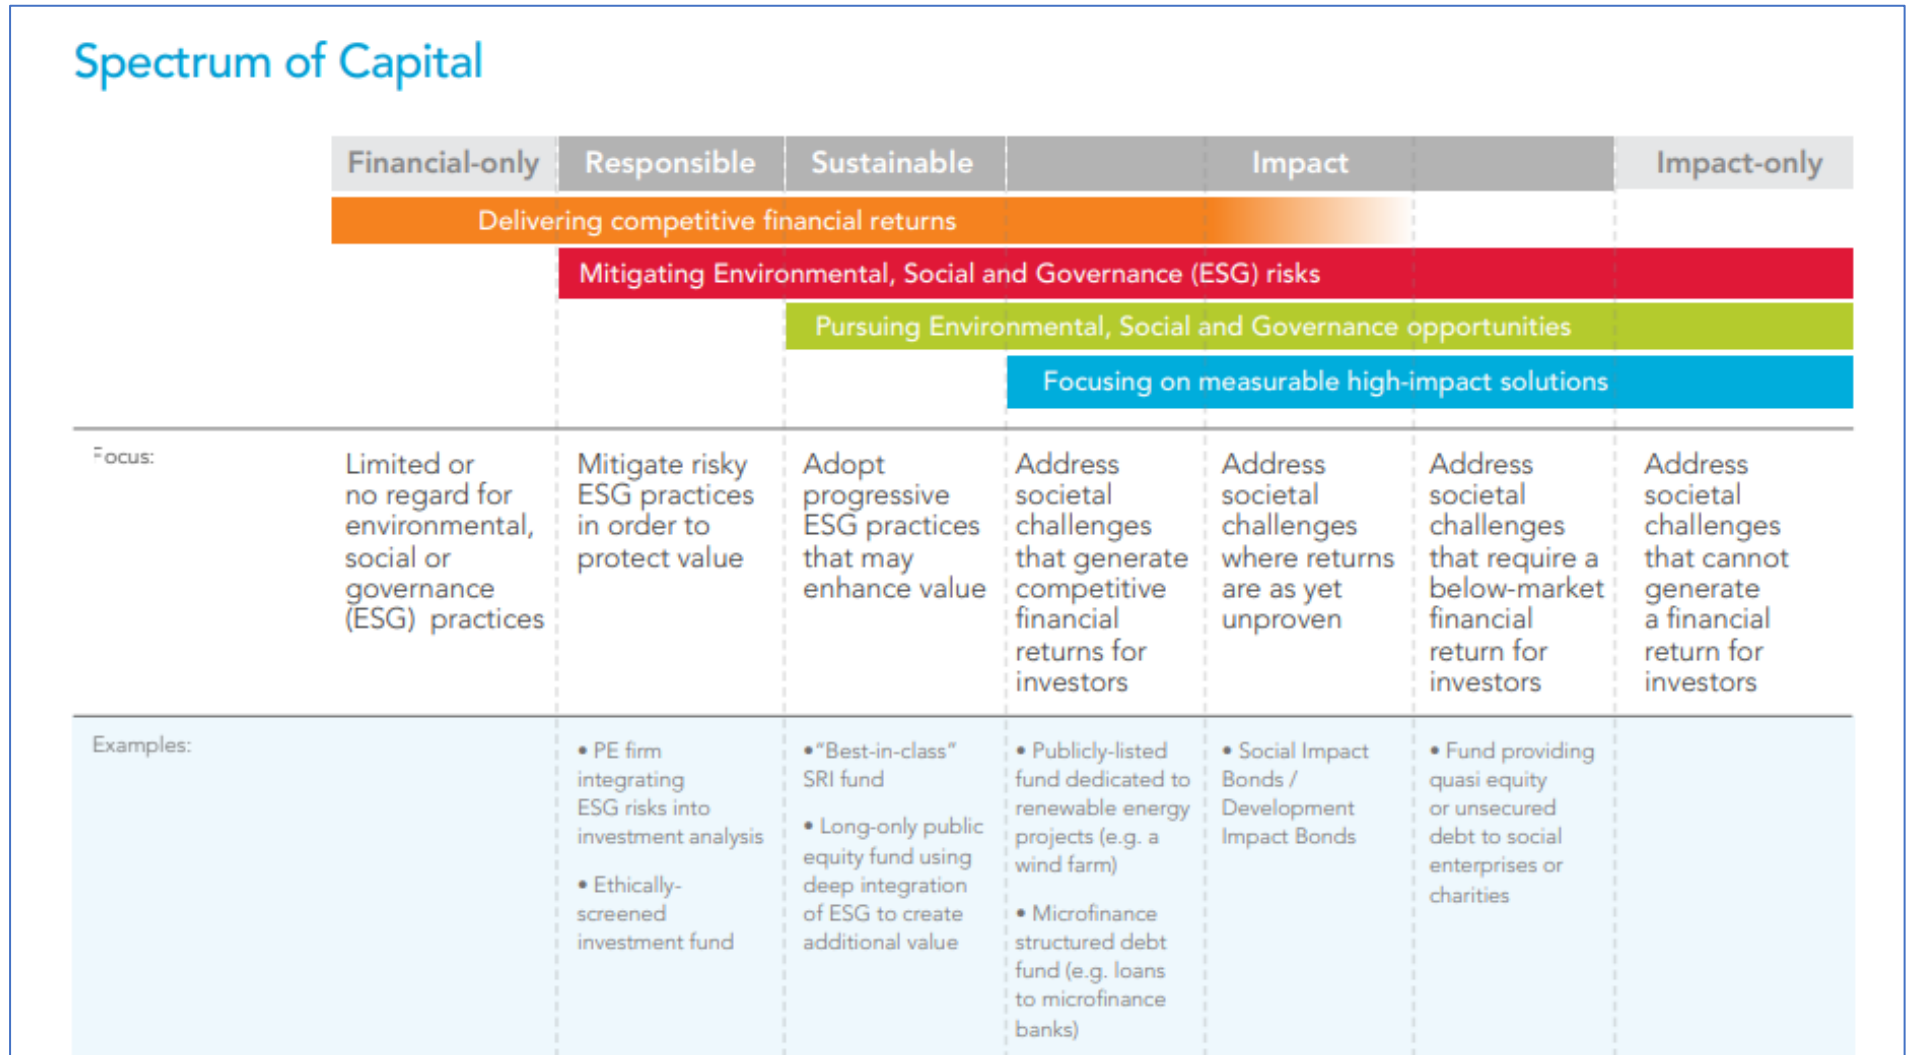 Spectrum of Capital
Financial-only
Responsible
Sustainable
Impact
Impact-only
Delivering competitive financial returns
Mitigating Environmental, Social and Governance (ESG) risks
Pursuing Environmental, Social and Governance opportunities
Focusing on measurable high-impact solutions
Focus:
Limited or
no regard for
environmental,
social or
governance
(ESG) practices
Mitigate risky
ESG practices
in order to
protect value
Adopt
progressive
ESG practices
that may
enhance value
Address
societal
challenges
that generate
competitive
financial
returns for
investors
Address
societal
challenges
where returns
are as yet
unproven
Address
societal
challenges
that require a
below-market
financial
return for
investors
Address
societal
challenges
that cannot
generate
a financial
return for
investors
Examples:
• PE firm
integrating
ESG risks into
investment analysis
• Ethically-
screened
investment fund
•“Best-in-class”
SRI fund
• Long-only public
equity fund using
deep integration
of ESG to create
additional value
• Publicly-listed
fund dedicated to
renewable energy
projects (e.g. a
wind farm)
• Microfinance
structured debt
fund (e.g. loans
to microfinance
banks)
• Social Impact
Bonds /
Development
Impact Bonds
• Fund providing
quasi equity
or unsecured
debt to social
enterprises or
charities